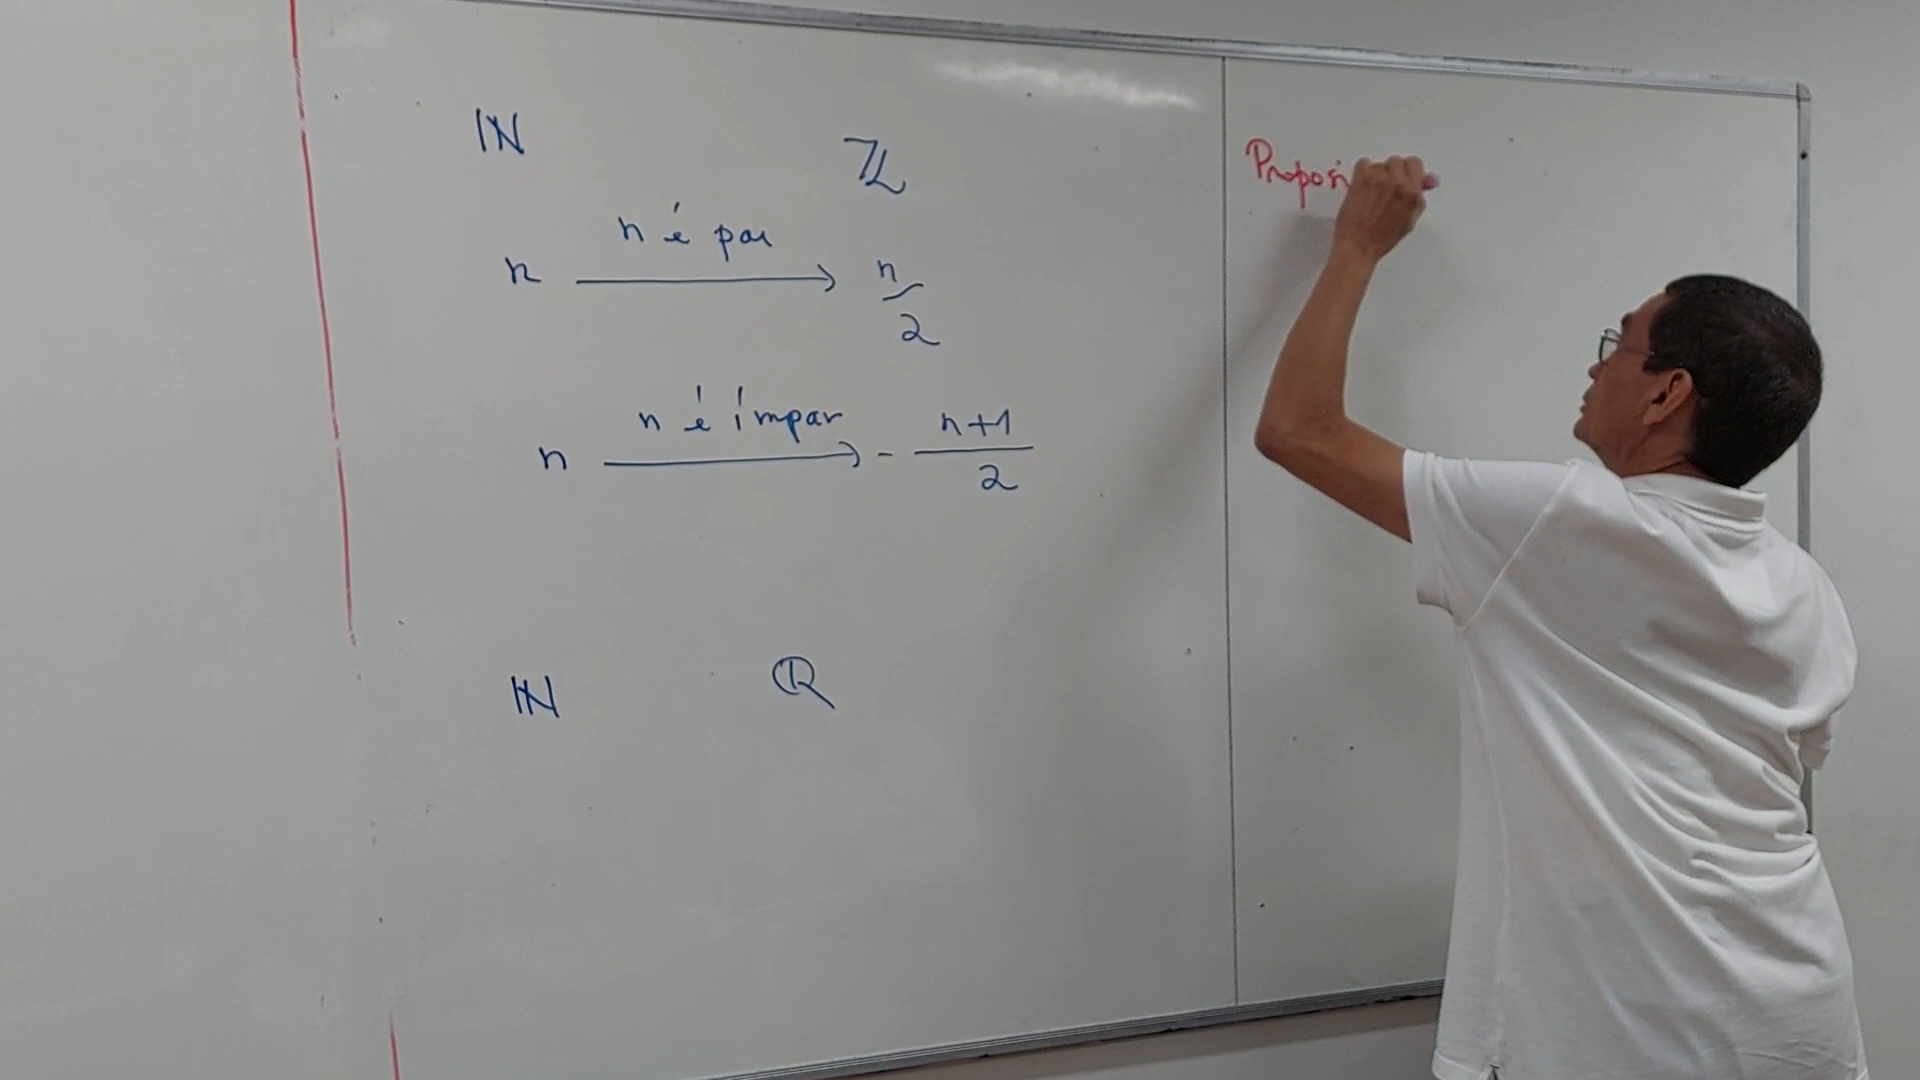 ℕ ℤ
n é par
n ⟶ n/2
n é ímpar
n ⟶ - (n+1)/2
ℕ ℚ
Proposi